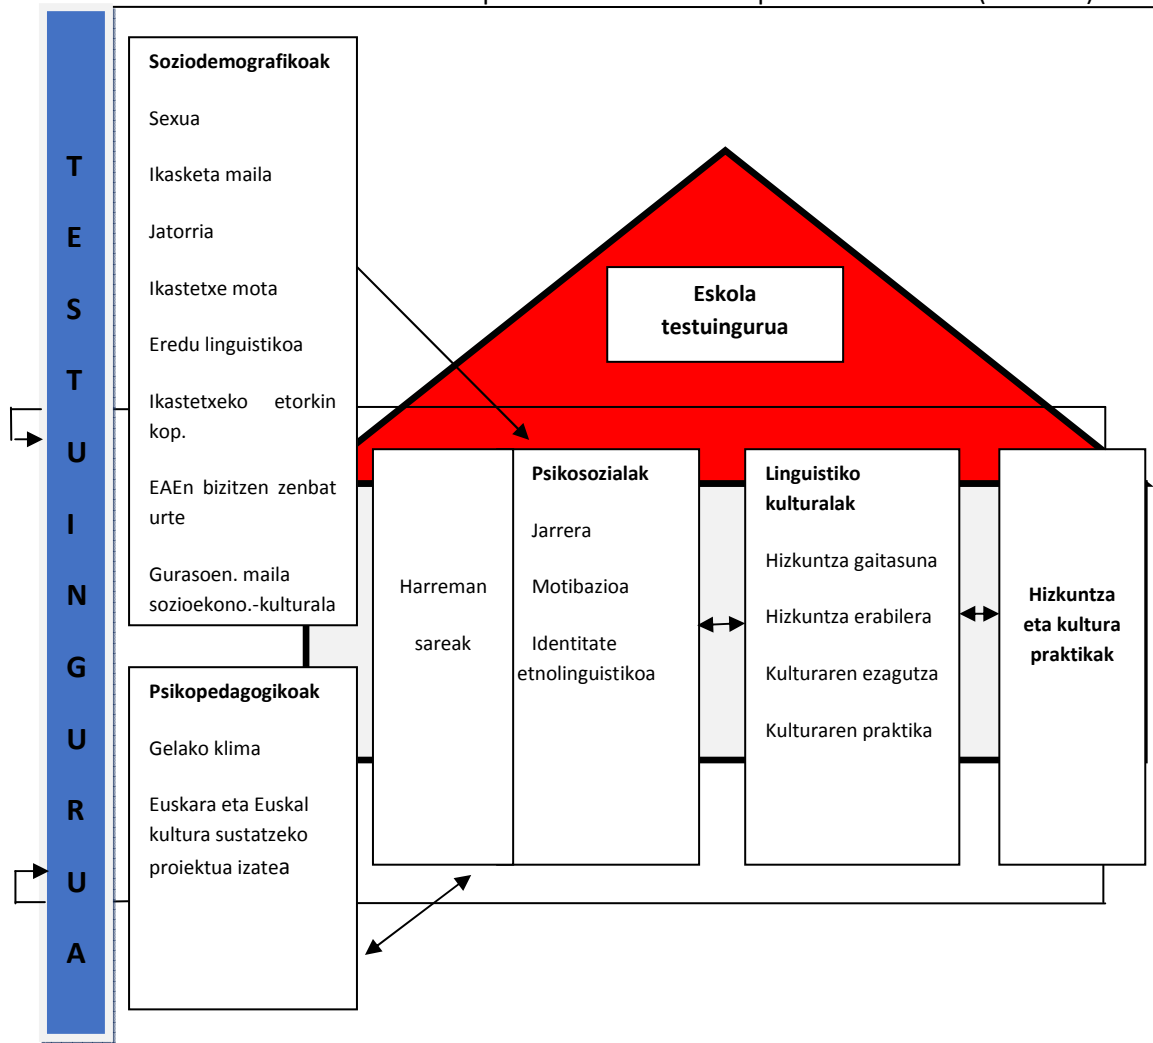 TESTUINGURUA
Soziodemografikoak
Sexua
Ikasketa maila
Jatorria
Ikastetxe mota
Eredu linguistikoa
Ikastetxeko etorkin
kop.
EAEn bizitzen zenbat
urte
Gurasoen. maila
sozioekono.-kulturala
Psikopedagogikoak
Gelako klima
Euskara eta Euskal
kultura sustatzeko
proiektua izatea
Eskola
testuingurua
Harreman
sareak
Psikosozialak
Jarrera
Motibazioa
Identitate
etnolinguistikoa
Linguistiko
kulturalak
Hizkuntza gaitasuna
Hizkuntza erabilera
Kulturaren ezagutza
Kulturaren praktika
Hizkuntza
eta kultura
praktikak